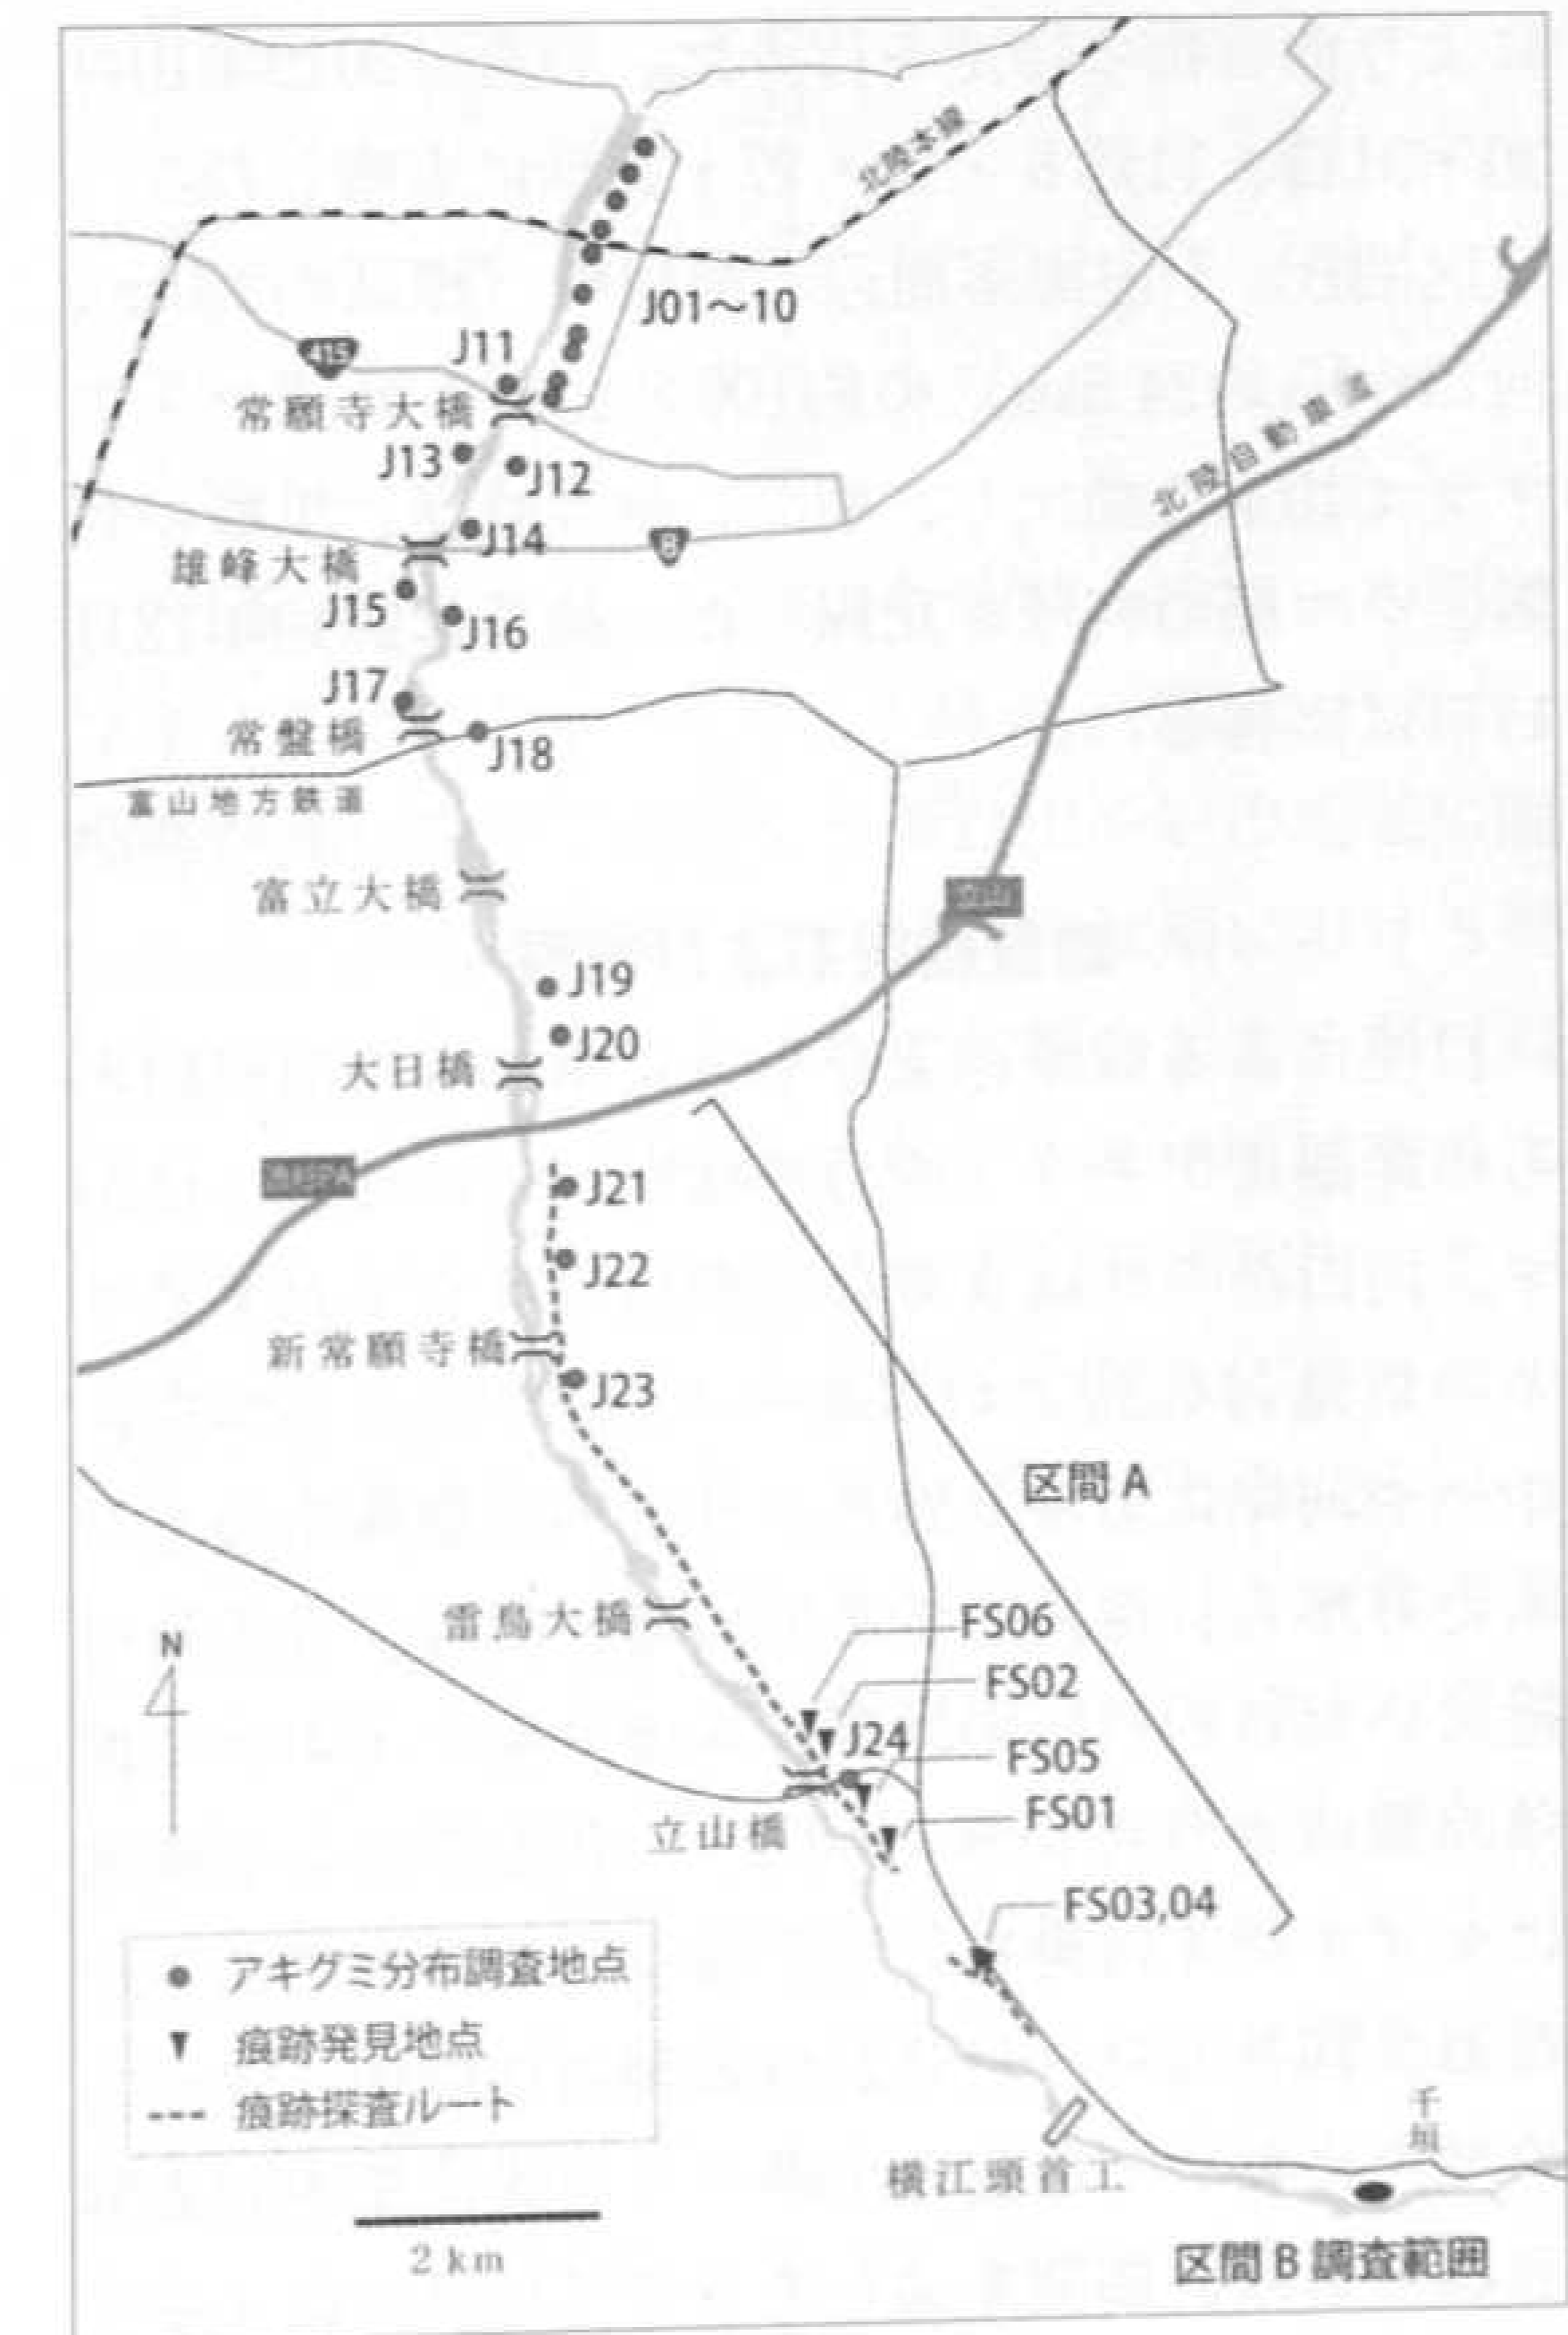 北陸本線
J01～10
J11
415
常願寺大橋
J13
J12
J14
8
雄峰大橋
J15
J16
J17
常盤橋
J18
富山地方鉄道
北陸自動車道
富立大橋
立山
J19
J20
大日橋
J21
J22
新常願寺橋
J23
区間 A
雷鳥大橋
FS06
FS02
J24
FS05
FS01
立山橋
FS03,04
N
アキグミ分布調査地点
痕跡発見地点
痕跡探査ルート
千垣
横江頭首工
2 km
区間 B 調査範囲